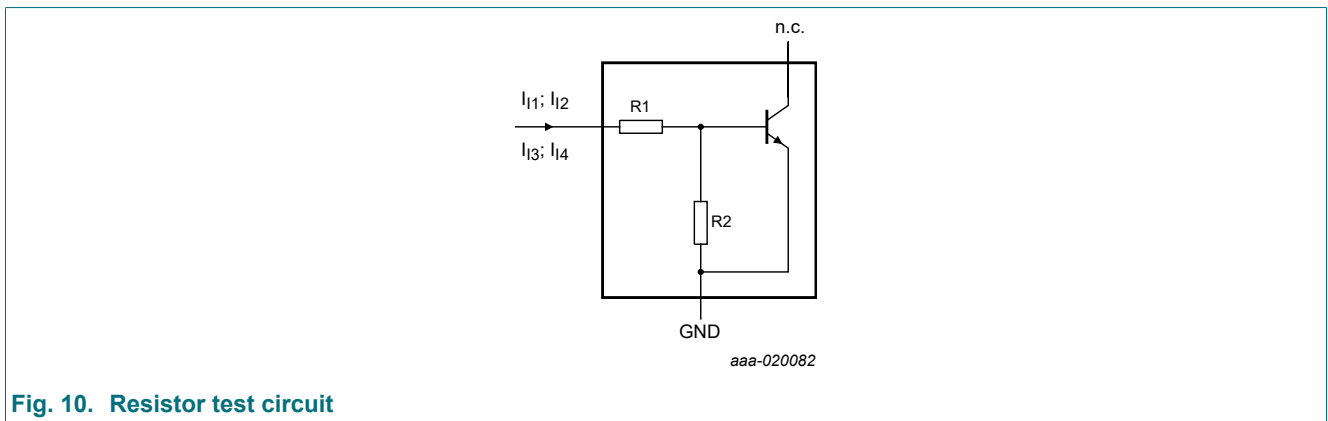 n.c.
I_I1; I_I2
R1
I_I3; I_I4
R2
GND
aaa-020082
Fig. 10. Resistor test circuit